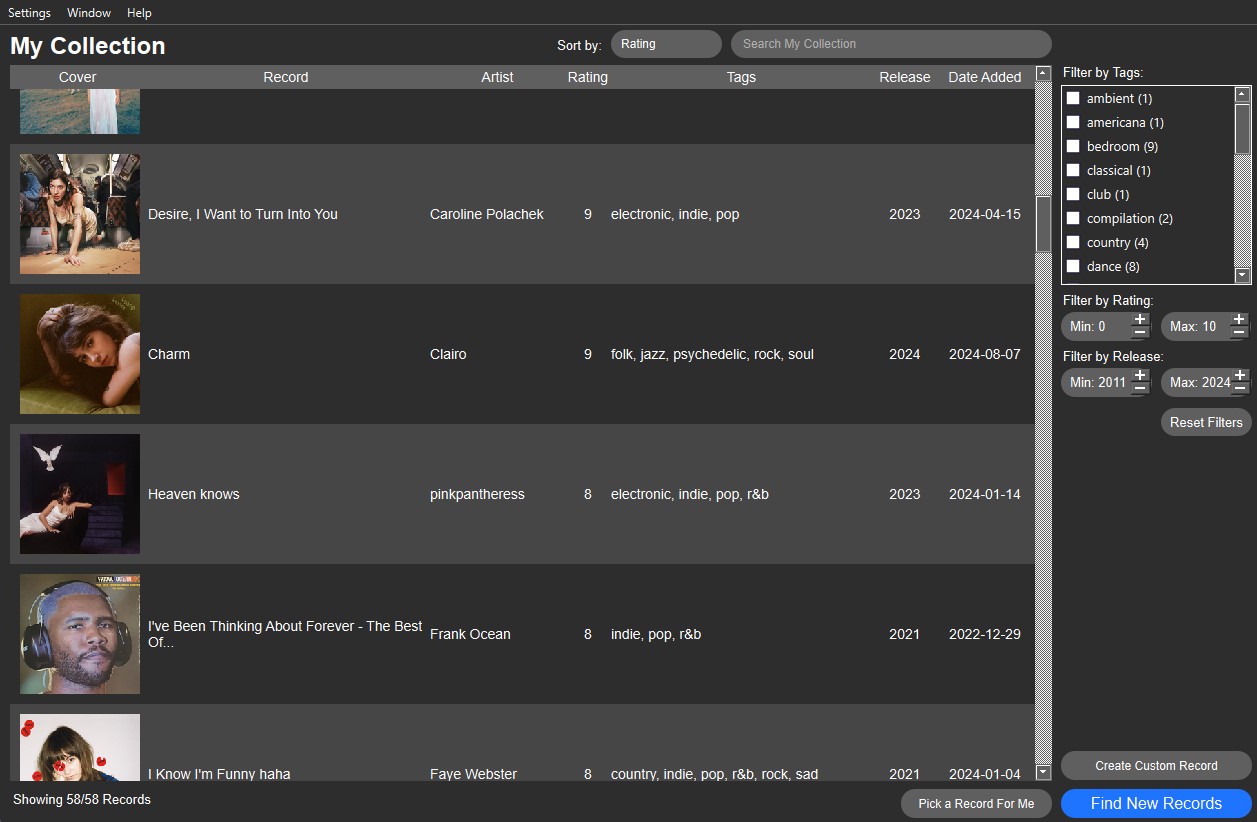 Settings Window Help
My Collection
Sort by: Rating Search My Collection
Cover Record Artist Rating Tags Release Date Added
Desire, I Want to Turn Into You Caroline Polachek 9 electronic, indie, pop 2023 2024-04-15
Charm Clairo 9 folk, jazz, psychedelic, rock, soul 2024 2024-08-07
Heaven knows pinkpantheress 8 electronic, indie, pop, r&b 2023 2024-01-14
I've Been Thinking About Forever - The Best
Of... Frank Ocean 8 indie, pop, r&b 2021 2022-12-29
I Know I'm Funny haha Faye Webster 8 country, indie, pop, r&b, rock, sad 2021 2024-01-04
Showing 58/58 Records
Pick a Record For Me
Filter by Tags:
ambient (1)
americana (1)
bedroom (9)
classical (1)
club (1)
compilation (2)
country (4)
dance (8)
Filter by Rating:
Min: 0 Max: 10
Filter by Release:
Min: 2011 Max: 2024
Reset Filters
Create Custom Record
Find New Records